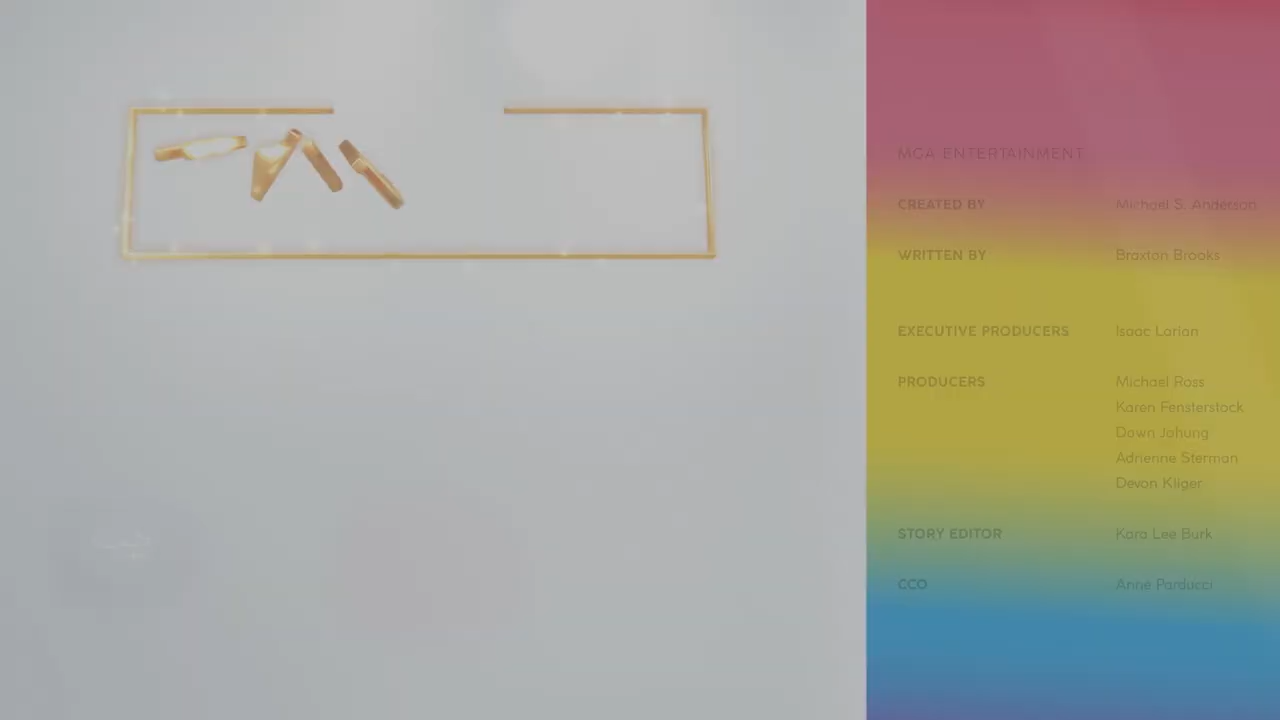 MGA ENTERTAINMENT
CREATED BY Michael S. Anderson
WRITTEN BY Braxton Brooks
EXECUTIVE PRODUCERS Isaac Larian
PRODUCERS Michael Ross
Karen Fensterstock
Dawn Jahung
Adrienne Sterman
Devon Kliger
STORY EDITOR Kara Lee Burk
CCO Anne Parducci